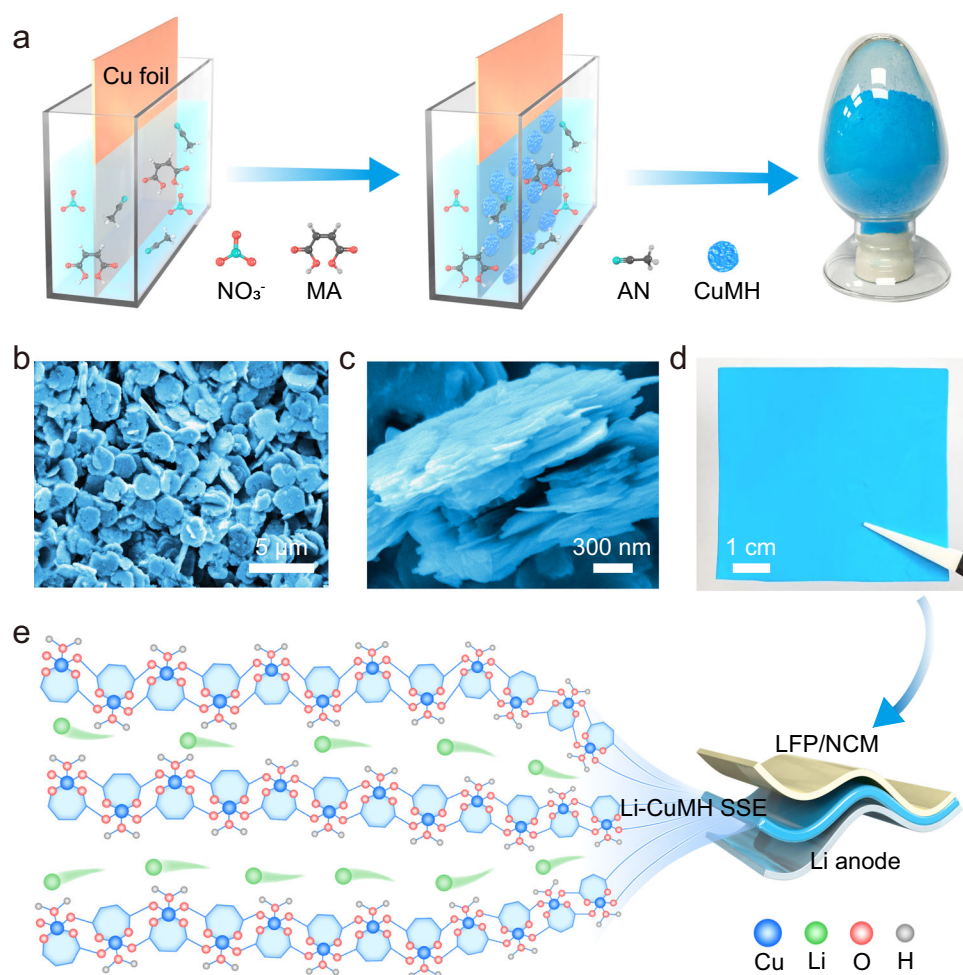 a
Cu foil
NO₃⁻
MA
AN
CuMH
b
5 μm
c
300 nm
d
1 cm
e
LFP/NCM
Li-CuMH SSE
Li anode
Cu
Li
O
H